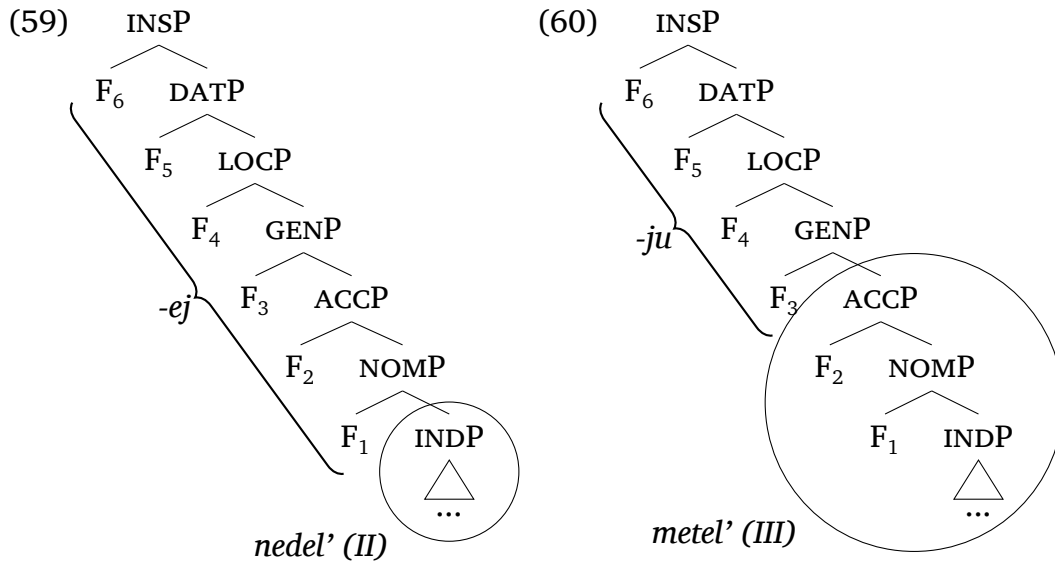 (59) INSP
F₆ DATP
F₅ LOCP
F₄ GENP
-ej F₃ ACCP
F₂ NOMP
F₁ INDP
...
nedel’ (II)
(60) INSP
F₆ DATP
F₅ LOCP
-ju F₄ GENP
F₃ ACCP
F₂ NOMP
F₁ INDP
...
metel’ (III)